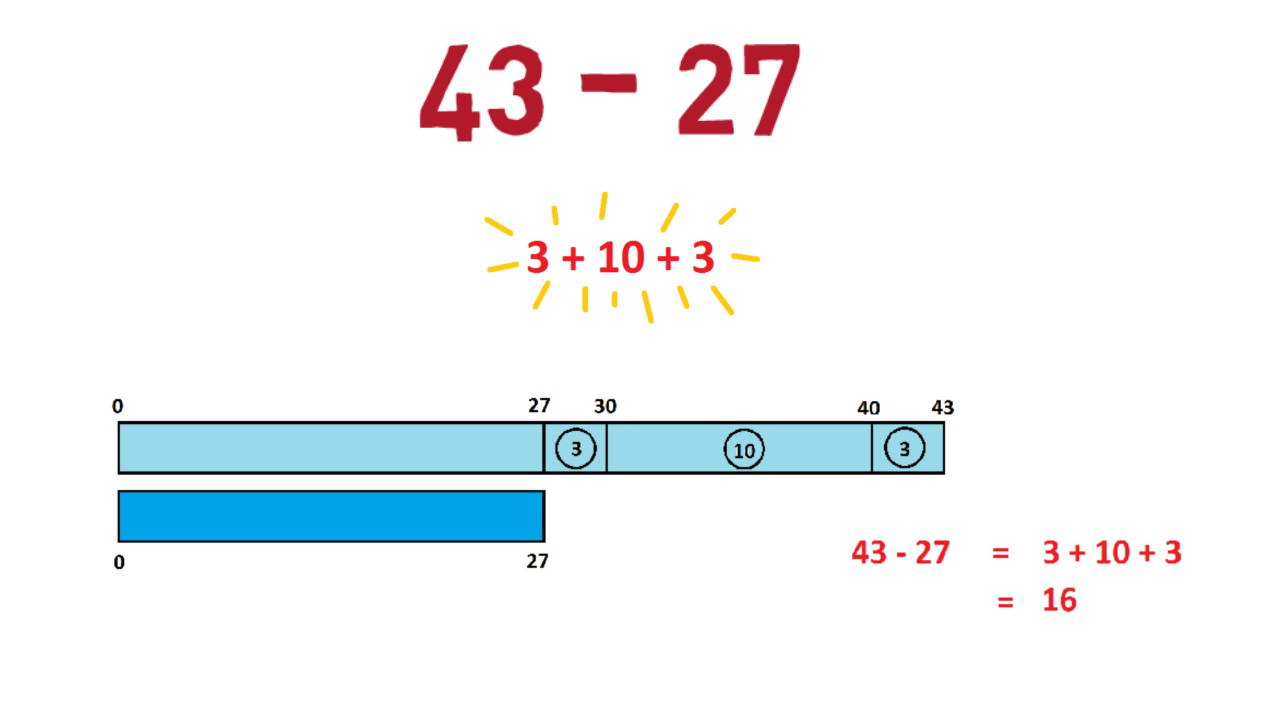 43 - 27
3 + 10 + 3
0 27 30 40 43
3 10 3
0 27
43 - 27 = 3 + 10 + 3
= 16